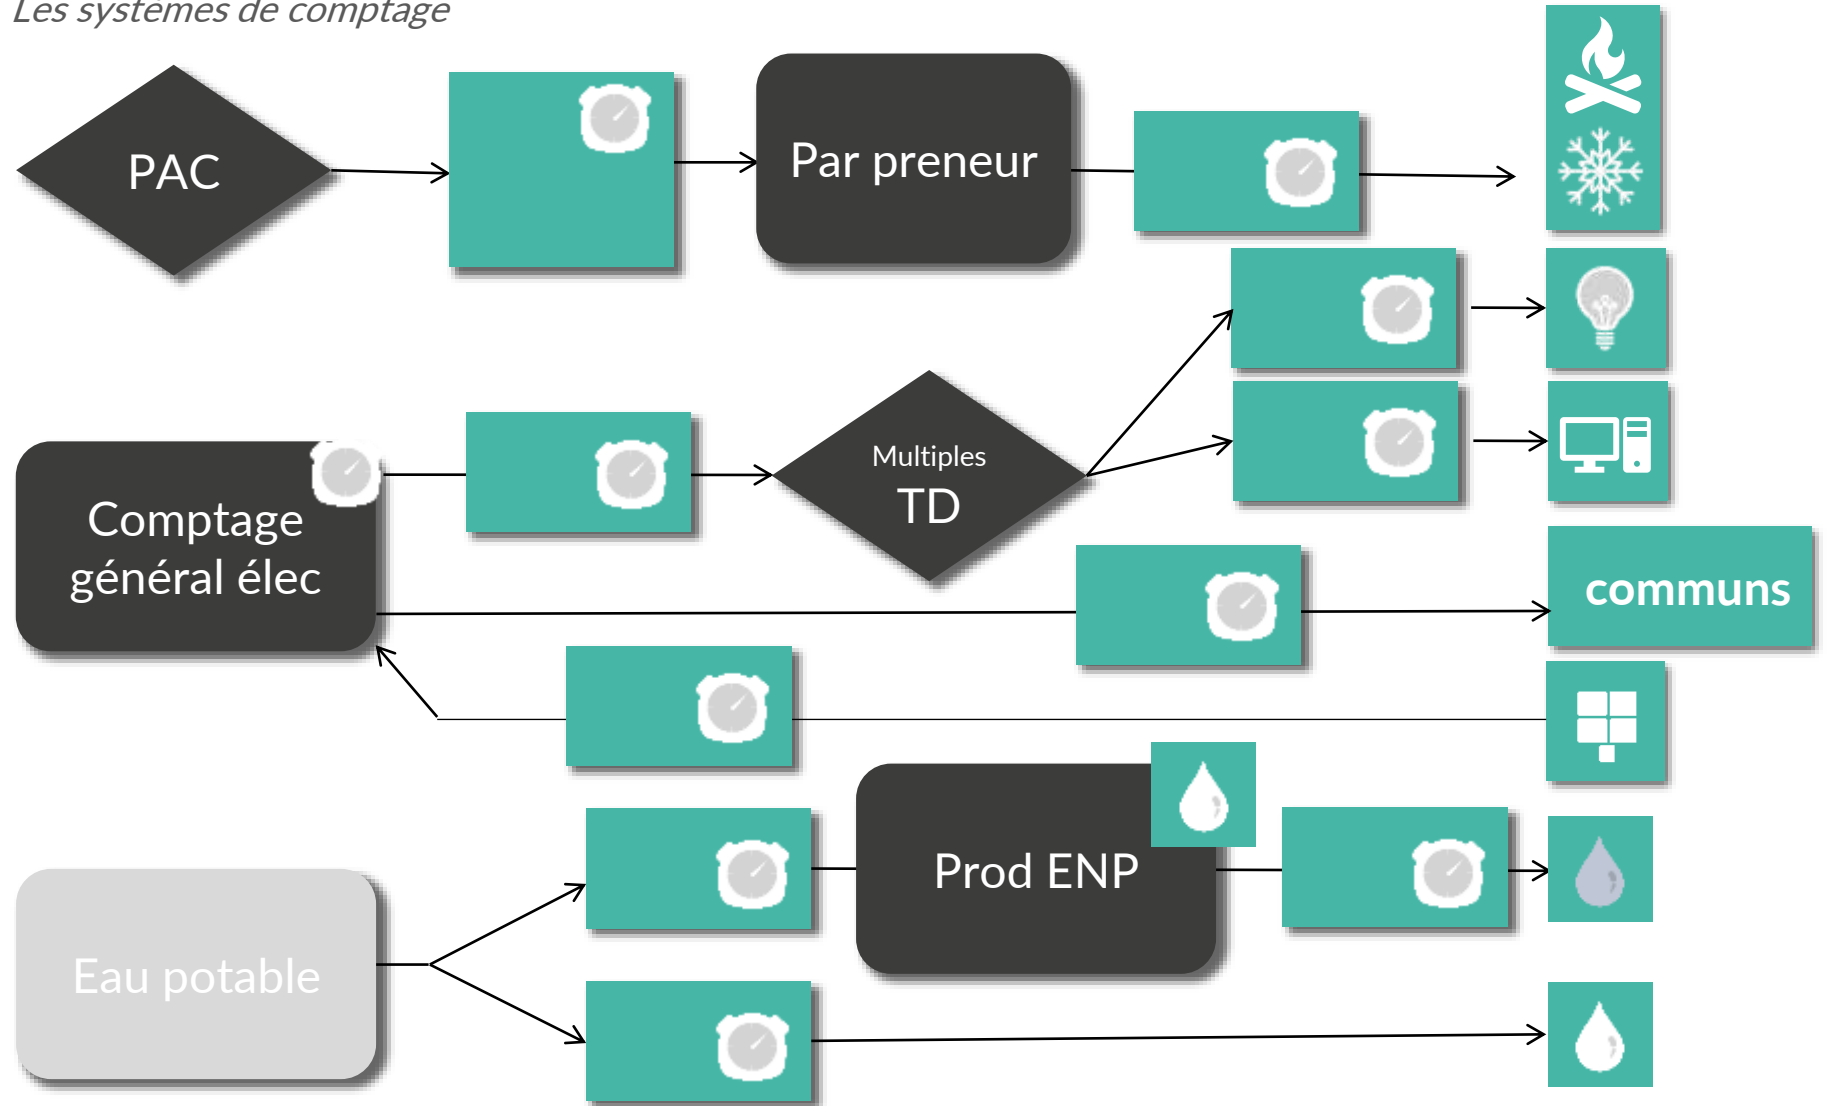 Les systèmes de comptage
PAC
Par preneur
Multiples
TD
Comptage
général élec
communs
Prod ENP
Eau potable